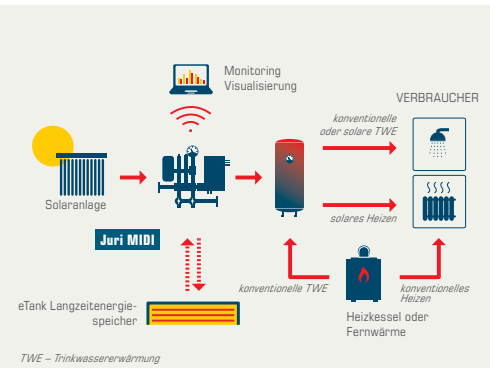 Monitoring
Visualisierung
VERBRAUCHER
konventionelle
oder solare TWE
Solaranlage
solares Heizen
Juri MIDI
konventionelle TWE
konventionelles
Heizen
eTank Langzeitenergie-
speicher
Heizkessel oder
Fernwärme
TWE – Trinkwassererwärmung